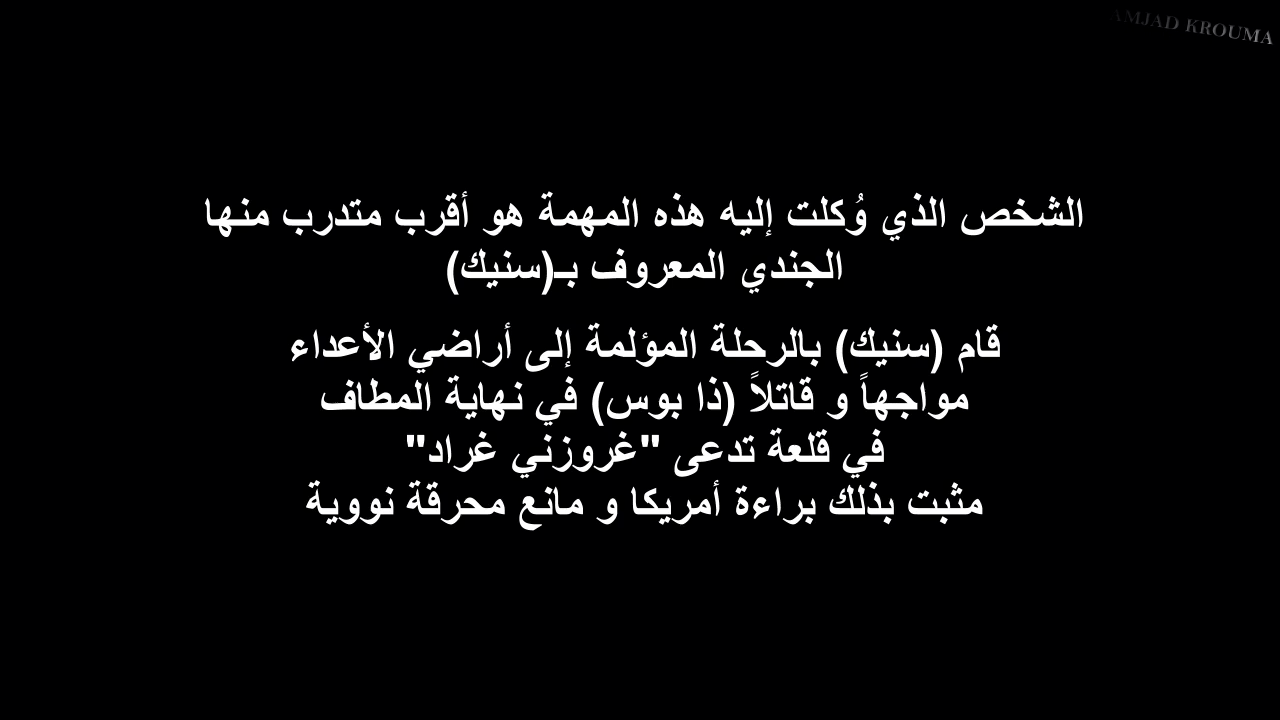 AMJAD KROUMA
الشخص الذي وُكلت إليه هذه المهمة هو أقرب متدرب منها
الجندي المعروف بـ(سنيك)
قام (سنيك) بالرحلة المؤلمة إلى أراضي الأعداء
مواجهاً و قاتلاً (ذا بوس) في نهاية المطاف
في قلعة تدعى "غروزني غراد"
مثبت بذلك براءة أمريكا و مانع محرقة نووية